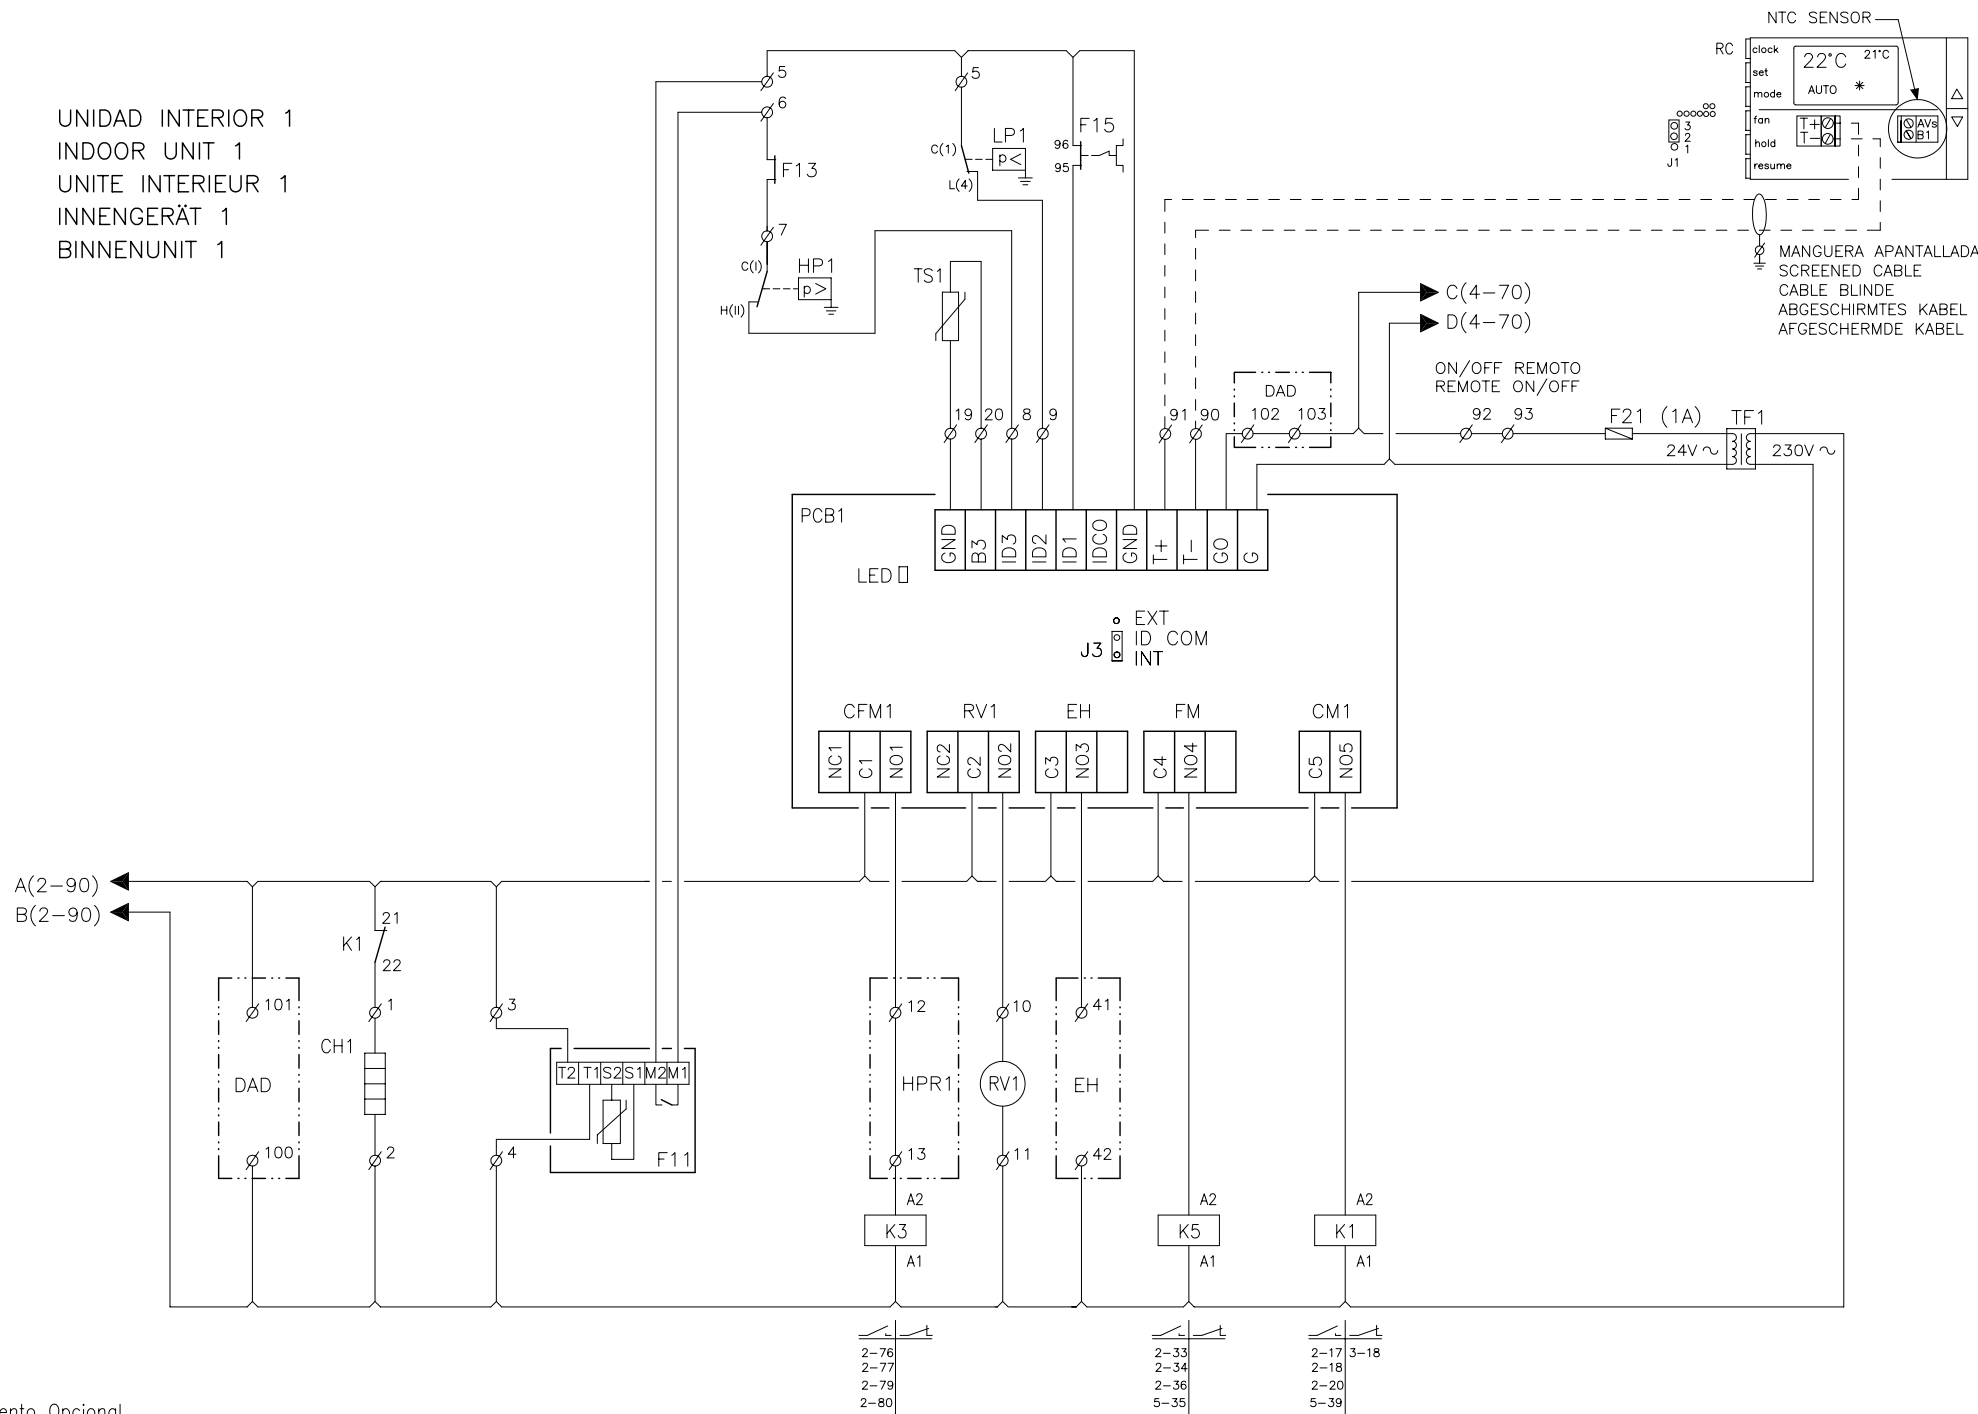 NTC SENSOR
RC
clock
set
mode
fan
hold
resume
22°C 21°C
AUTO *
T+
T-
AVs
B1
3
2
1
J1
UNIDAD INTERIOR 1
INDOOR UNIT 1
UNITE INTERIEUR 1
INNENGERÄT 1
BINNENUNIT 1
5
6
F13
7
C(I)
HP1
p>
H(II)
5
C(1)
LP1
p<
L(4)
F15
96
95
TS1
MANGUERA APANTALLADA
SCREENED CABLE
CABLE BLINDE
ABGESCHIRMTES KABEL
AFGESCHERMDE KABEL
C(4-70)
D(4-70)
ON/OFF REMOTO
REMOTE ON/OFF
DAD
19 20 8 9 91 90 102 103 92 93 F21 (1A) TF1
24V~ 230V~
PCB1
GND B3 ID3 ID2 ID1 IDCO GND T+ T- GO G
LED
EXT
ID COM
INT
J3
CFM1 RV1 EH FM CM1
NC1 C1 NO1 NC2 C2 NO2 C3 NO3 C4 NO4 C5 NO5
A(2-90)
B(2-90)
21
K1
22
101 1 3 12 10 41
CH1
DAD
T2 T1 S2 S1 M2 M1
HPR1 RV1 EH
100 2 4 F11 13 11 42
A2 A2 A2
K3 K5 K1
A1 A1 A1
2-76 2-33 2-17 3-18
2-77 2-34 2-18
2-79 2-36 2-20
2-80 5-35 5-39
ento Opcional